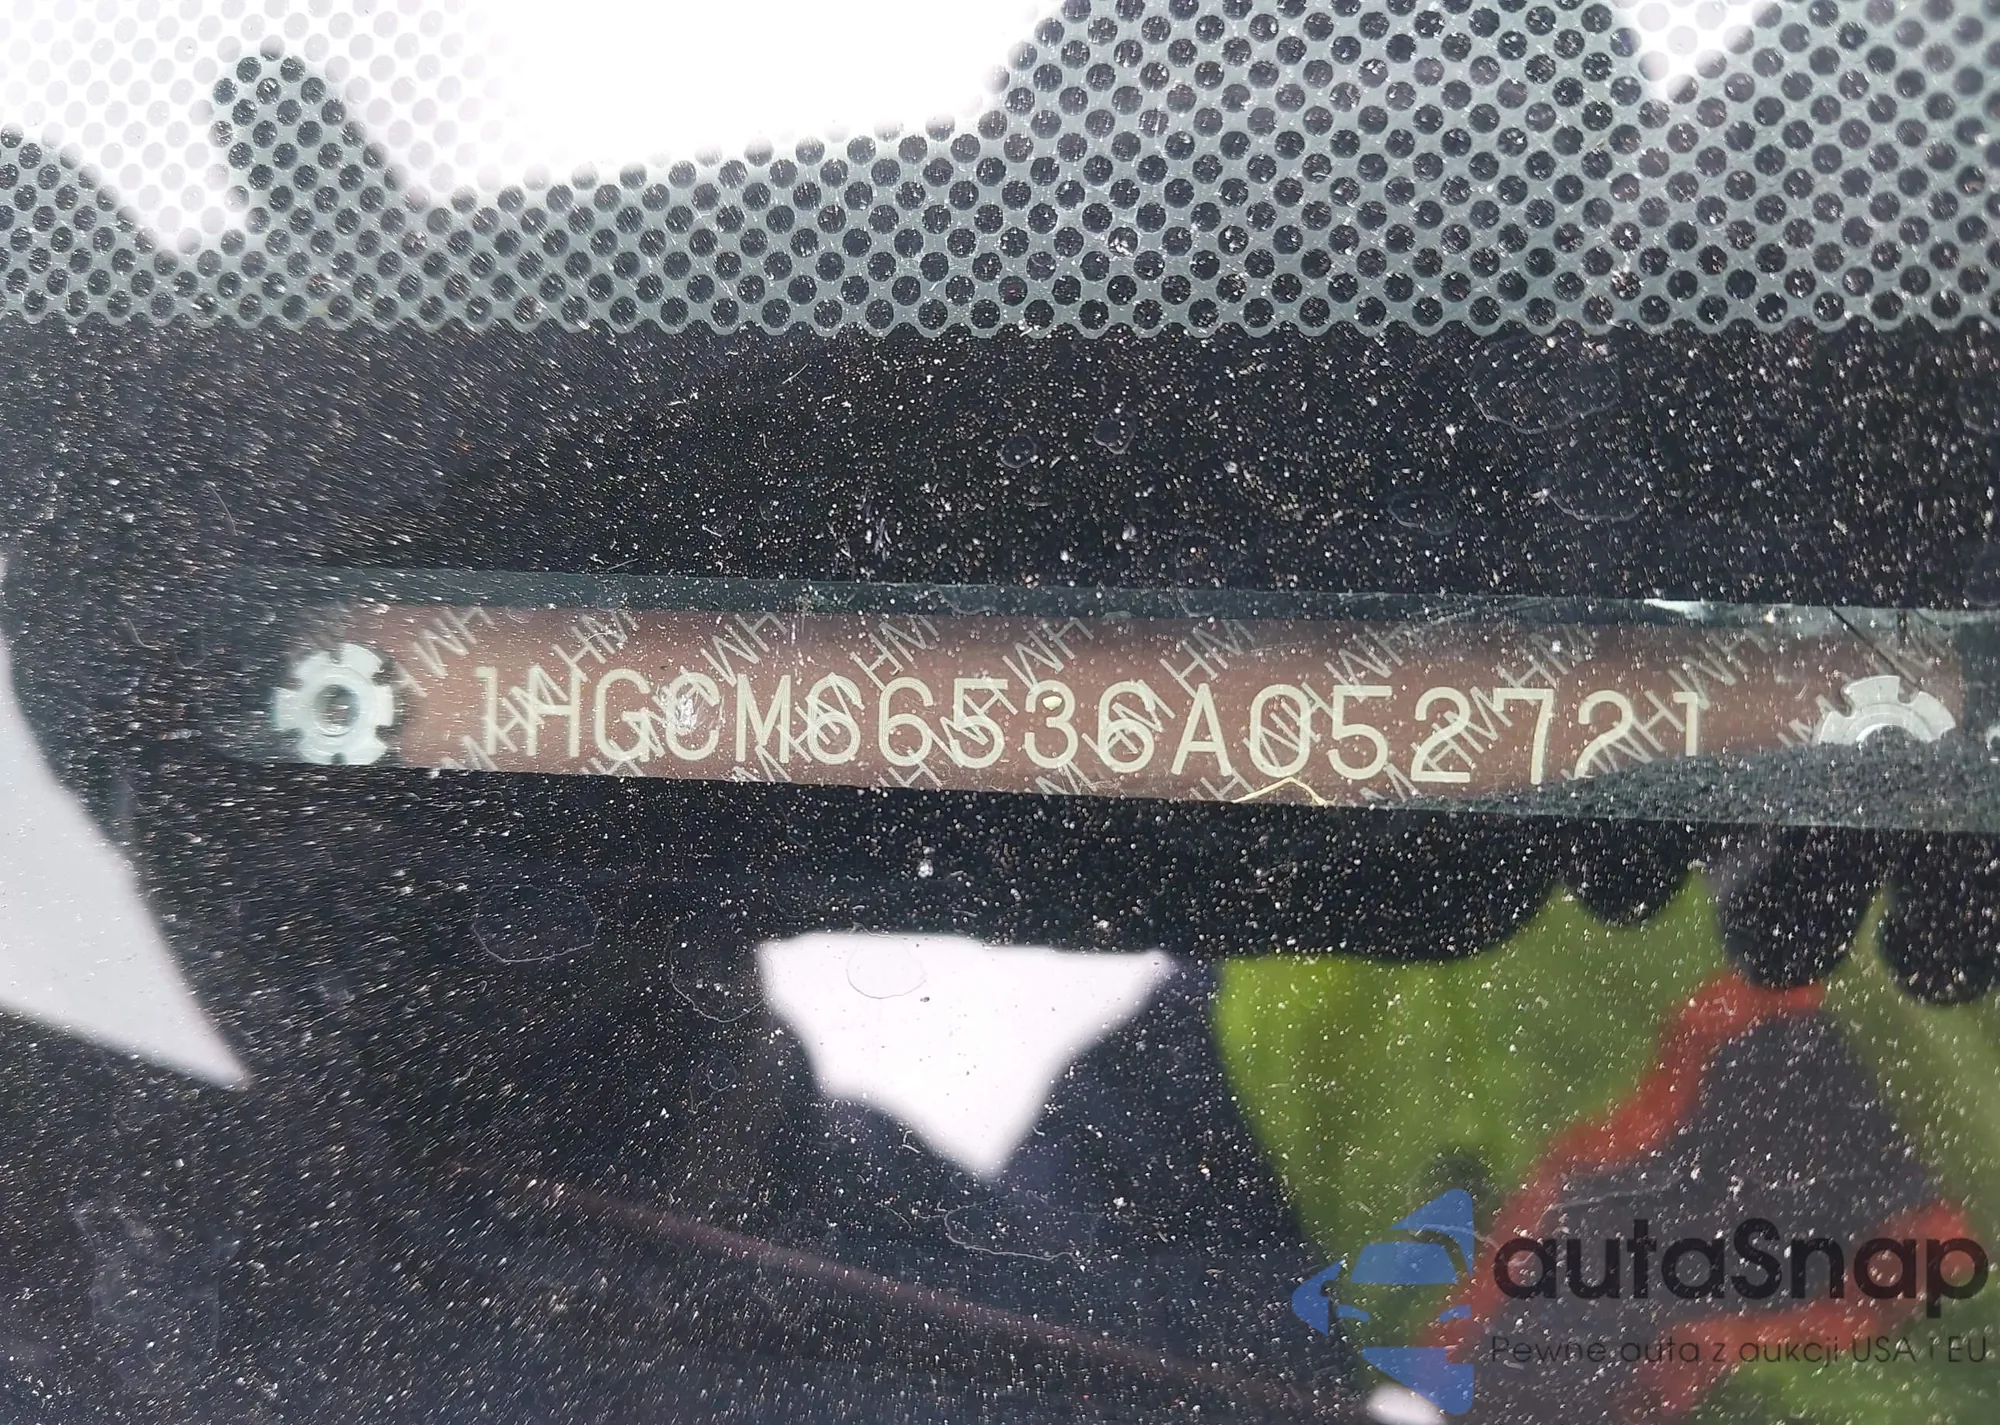 1HGCM66536A052721
autaSnap
Pewne auta z aukcji USA i EU